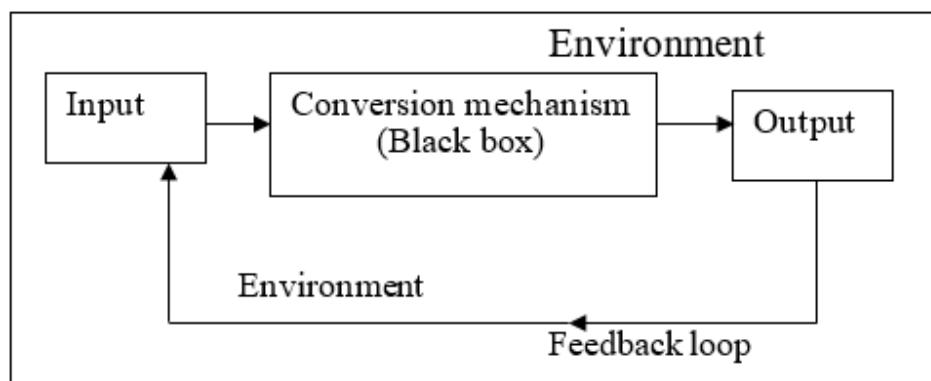 Environment
Input
Conversion mechanism
(Black box)
Output
Environment
Feedback loop